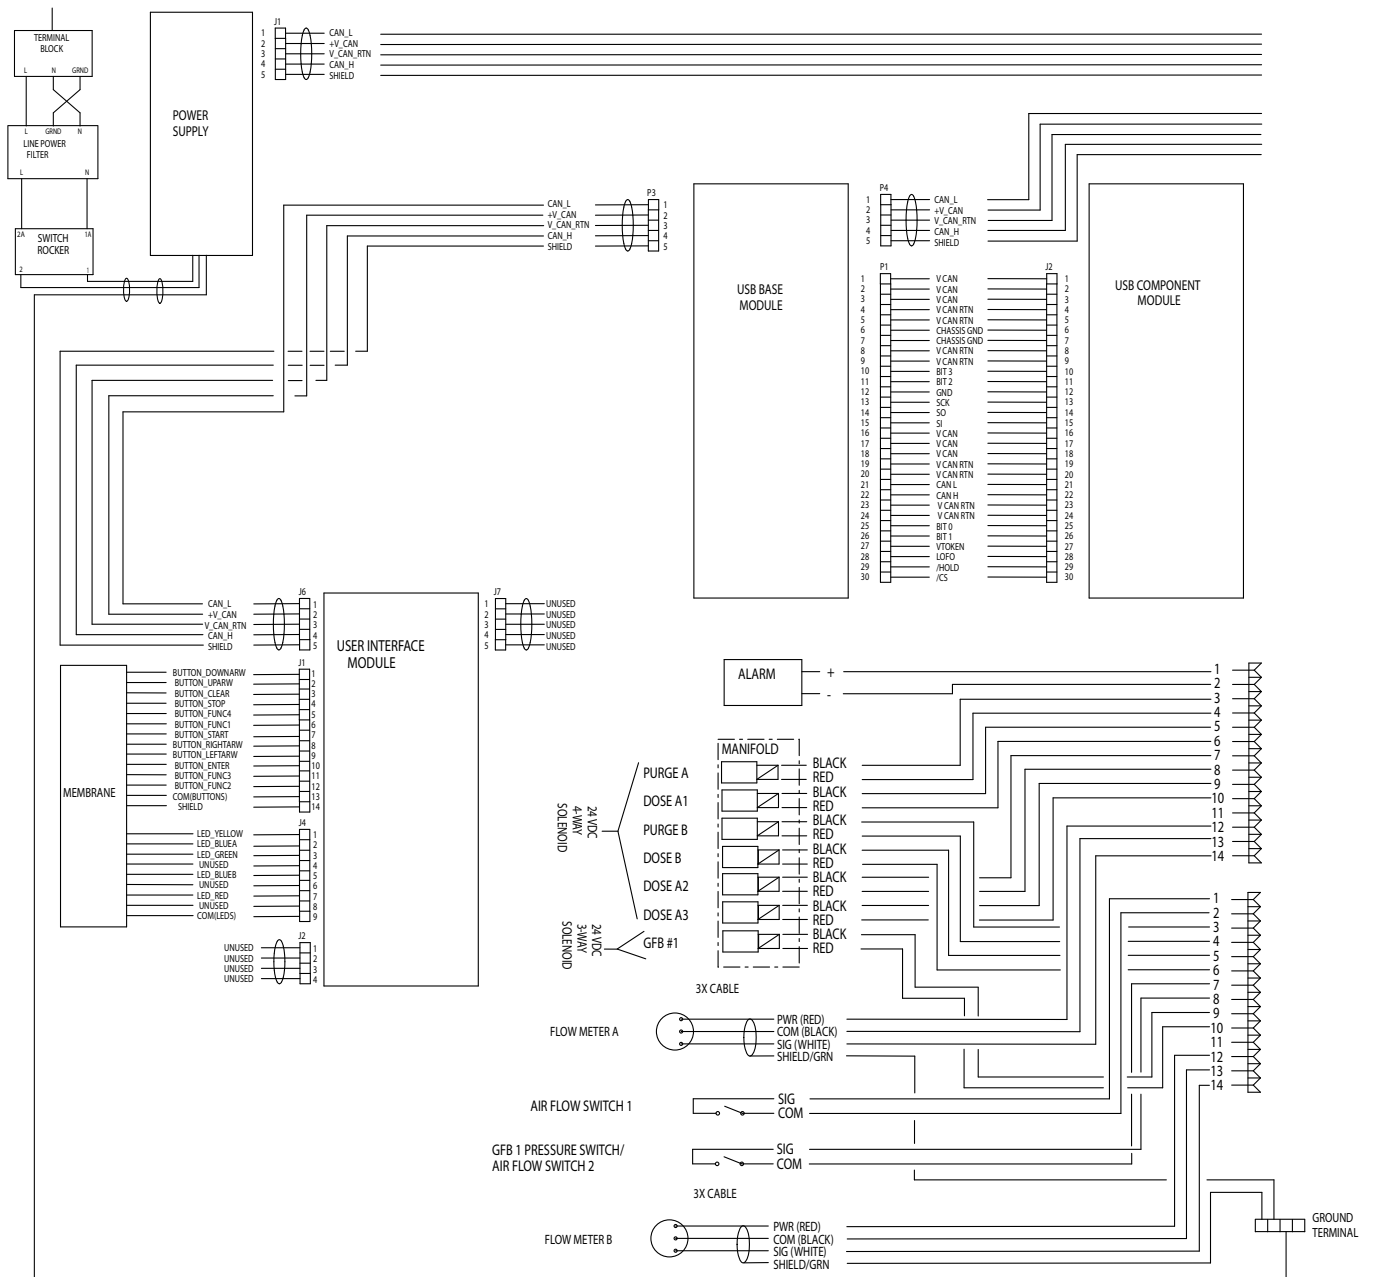 TERMINAL
BLOCK
L N GRND
L GRND N
LINE POWER
FILTER
L N
2A 1A
SWITCH
ROCKER
2 1
POWER
SUPPLY
J1
1 CAN_L
2 +V_CAN
3 V_CAN_RTN
4 CAN_H
5 SHIELD
P3
CAN_L 1
+V_CAN 2
V_CAN_RTN 3
CAN_H 4
SHIELD 5
USB BASE
MODULE
P4
1 CAN_L
2 +V_CAN
3 V_CAN_RTN
4 CAN_H
5 SHIELD
USB COMPONENT
MODULE
P1 J2
1 V CAN 1
2 V CAN 2
3 V CAN 3
4 V CAN RTN 4
5 V CAN RTN 5
6 CHASSIS GND 6
7 CHASSIS GND 7
8 V CAN RTN 8
9 V CAN RTN 9
10 BIT 3 10
11 BIT 2 11
12 GND 12
13 SCK 13
14 SO 14
15 SI 15
16 V CAN 16
17 V CAN 17
18 V CAN 18
19 V CAN RTN 19
20 V CAN RTN 20
21 CAN L 21
22 CAN H 22
23 V CAN RTN 23
24 V CAN RTN 24
25 BIT 0 25
26 BIT 1 26
27 VTOKEN 27
28 LOFO 28
29 /HOLD 29
30 /CS 30
J6
CAN_L 1
+V_CAN 2
V_CAN_RTN 3
CAN_H 4
SHIELD 5
USER INTERFACE
MODULE
J7
1 UNUSED
2 UNUSED
3 UNUSED
4 UNUSED
5 UNUSED
MEMBRANE
J1
BUTTON_DOWNARW 1
BUTTON_UPARW 2
BUTTON_CLEAR 3
BUTTON_STOP 4
BUTTON_FUNC4 5
BUTTON_FUNC1 6
BUTTON_START 7
BUTTON_RIGHTARW 8
BUTTON_LEFTARW 9
BUTTON_ENTER 10
BUTTON_FUNC3 11
BUTTON_FUNC2 12
COM(BUTTONS) 13
SHIELD 14
J4
LED_YELLOW 1
LED_BLUEA 2
LED_GREEN 3
UNUSED 4
LED_BLUEB 5
UNUSED 6
LED_RED 7
UNUSED 8
COM(LEDS) 9
J2
UNUSED 1
UNUSED 2
UNUSED 3
UNUSED 4
ALARM
+
-
1
2
3
4
5
6
7
8
9
10
11
12
13
14
MANIFOLD
24 VDC
4-WAY
SOLENOID
PURGE A
BLACK
RED
DOSE A1
BLACK
RED
PURGE B
BLACK
RED
DOSE B
BLACK
RED
DOSE A2
BLACK
RED
DOSE A3
BLACK
RED
24 VDC
3-WAY
SOLENOID
GFB #1
BLACK
RED
1
2
3
4
5
6
7
8
9
10
11
12
13
14
3X CABLE
FLOW METER A
PWR (RED)
COM (BLACK)
SIG (WHITE)
SHIELD/GRN
AIR FLOW SWITCH 1
SIG
COM
GFB 1 PRESSURE SWITCH/
AIR FLOW SWITCH 2
SIG
COM
3X CABLE
FLOW METER B
PWR (RED)
COM (BLACK)
SIG (WHITE)
SHIELD/GRN
GROUND
TERMINAL